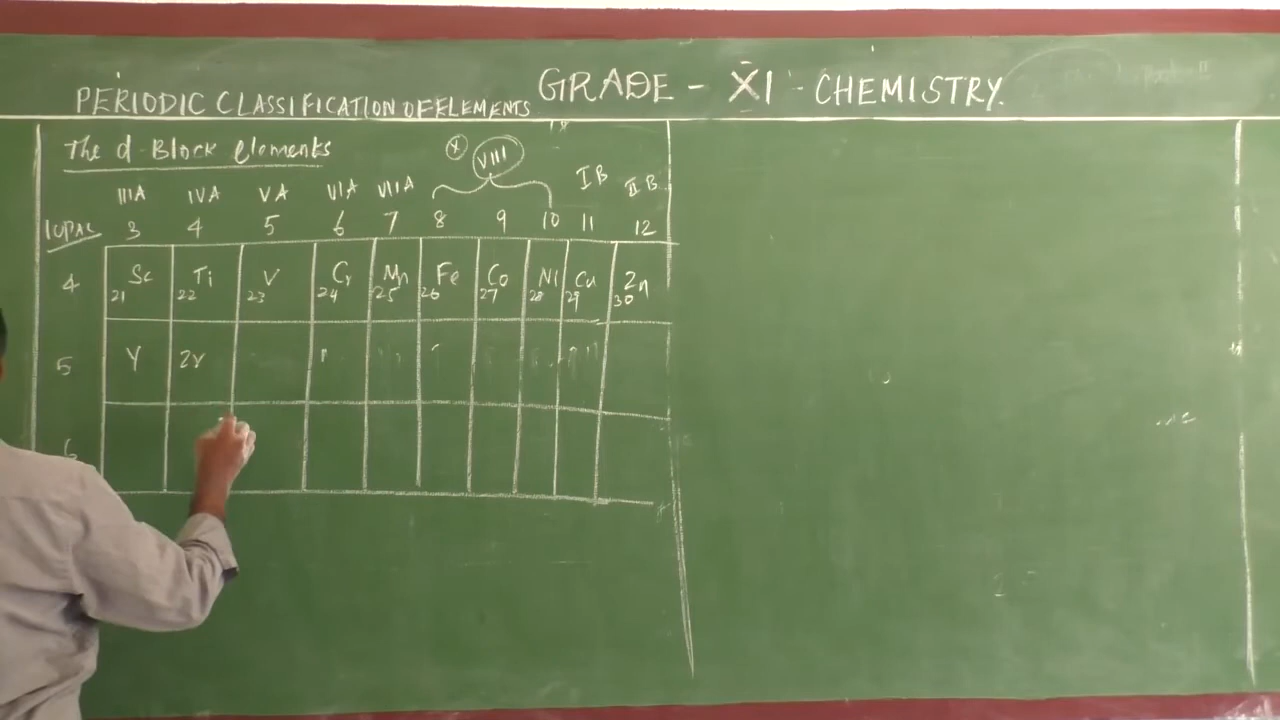 PERIODIC CLASSIFICATION OF ELEMENTS GRADE - XI - CHEMISTRY.
The d-Block elements
X VIII
IIIA IVA VA VIA VIIA IB IIB
IUPAC 3 4 5 6 7 8 9 10 11 12
4 Sc Ti V Cr Mn Fe Co Ni Cu Zn
21 22 23 24 25 26 27 28 29 30
5 Y Zr
6